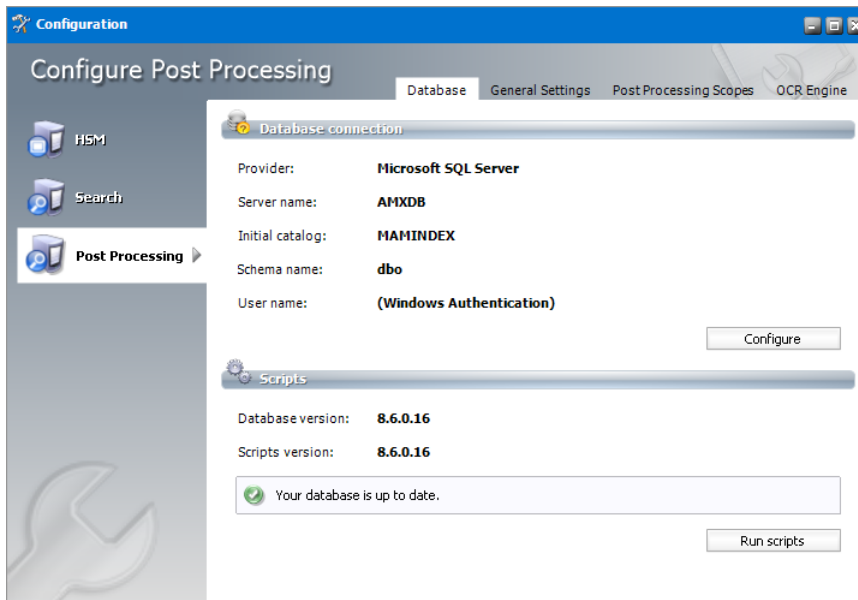 Configuration
Configure Post Processing
Database General Settings Post Processing Scopes OCR Engine
HSM
Search
Post Processing
Database connection
Provider: Microsoft SQL Server
Server name: AMXDB
Initial catalog: MAMINDEX
Schema name: dbo
User name: (Windows Authentication)
Configure
Scripts
Database version: 8.6.0.16
Scripts version: 8.6.0.16
Your database is up to date.
Run scripts